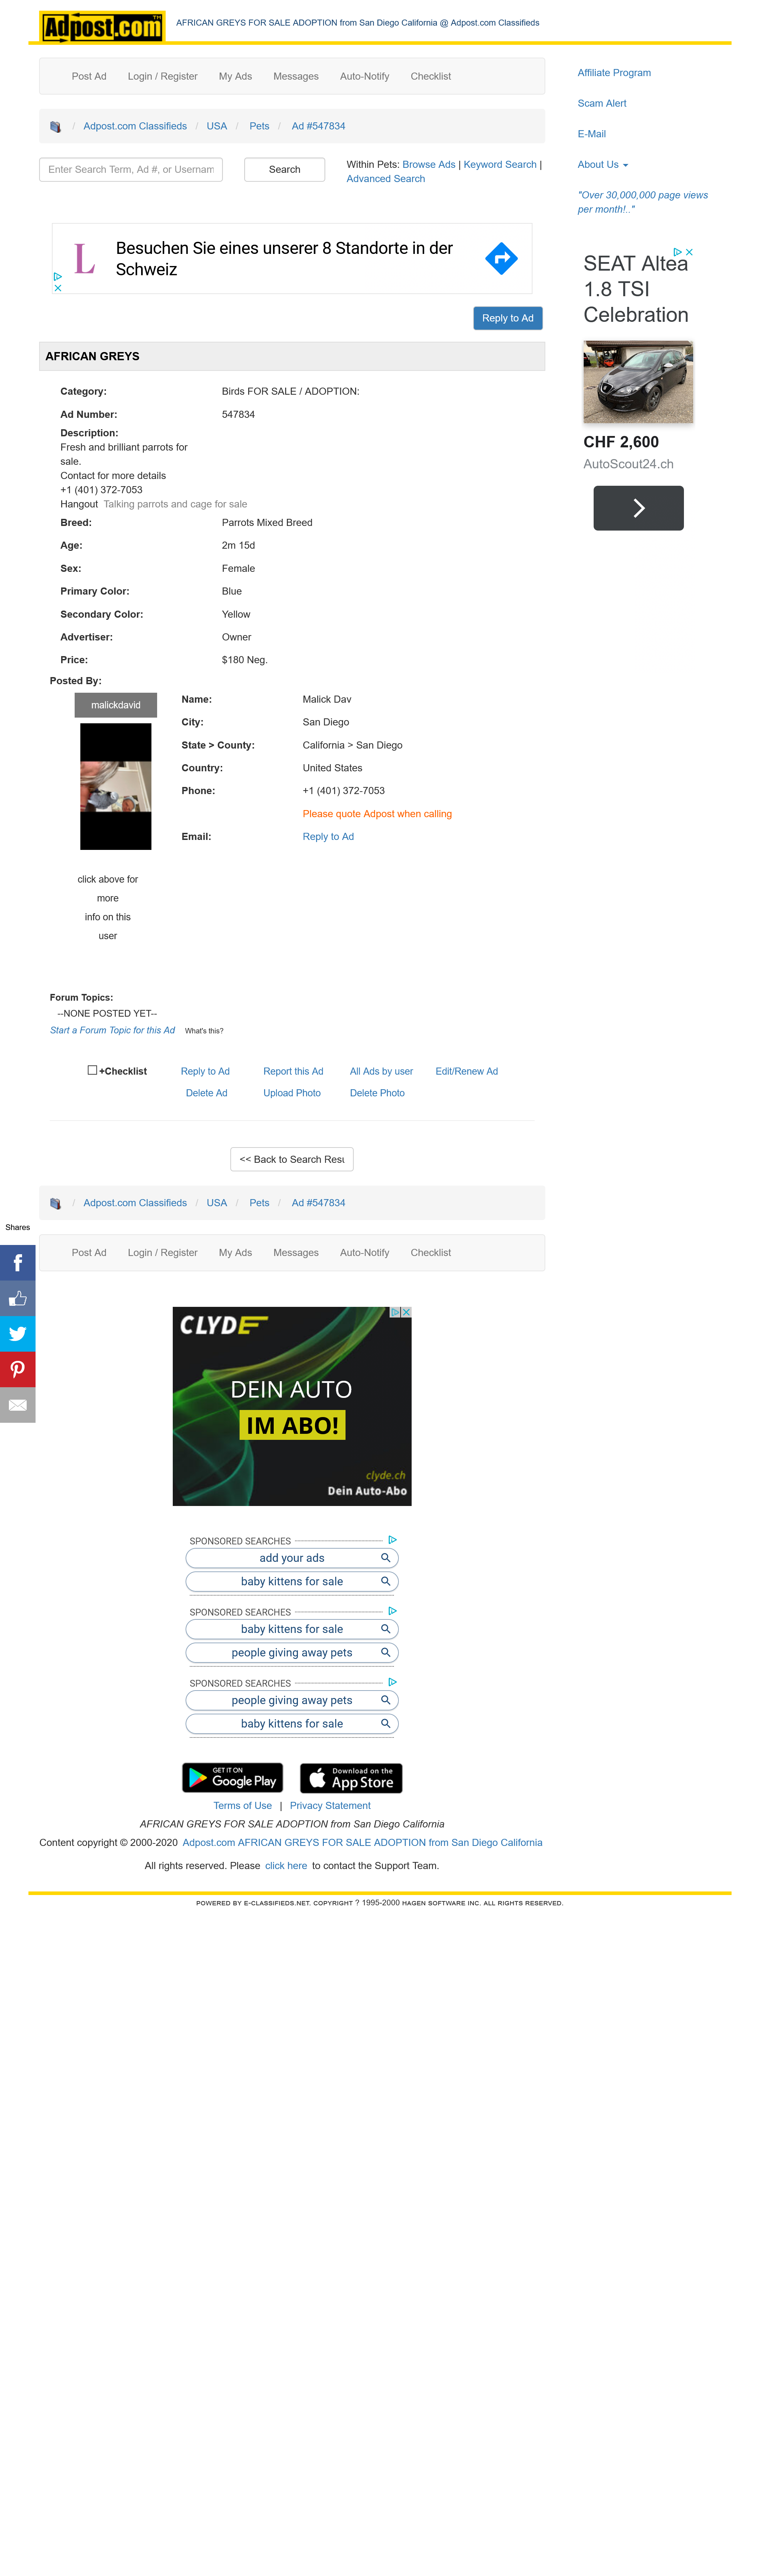 Adpost.com TM
AFRICAN GREYS FOR SALE ADOPTION from San Diego California @ Adpost.com Classifieds
Post Ad Login / Register My Ads Messages Auto-Notify Checklist
/ Adpost.com Classifieds / USA / Pets / Ad #547834
Enter Search Term, Ad #, or Usernam
Search
Within Pets: Browse Ads | Keyword Search |
Advanced Search
Affiliate Program
Scam Alert
E-Mail
About Us
"Over 30,000,000 page views
per month!.."
L
Besuchen Sie eines unserer 8 Standorte in der
Schweiz
SEAT Altea
1.8 TSI
Celebration
CHF 2,600
AutoScout24.ch
Reply to Ad
AFRICAN GREYS
Category: Birds FOR SALE / ADOPTION:
Ad Number: 547834
Description:
Fresh and brilliant parrots for
sale.
Contact for more details
+1 (401) 372-7053
Hangout Talking parrots and cage for sale
Breed: Parrots Mixed Breed
Age: 2m 15d
Sex: Female
Primary Color: Blue
Secondary Color: Yellow
Advertiser: Owner
Price: $180 Neg.
Posted By:
malickdavid
Name: Malick Dav
City: San Diego
State > County: California > San Diego
Country: United States
Phone: +1 (401) 372-7053
Please quote Adpost when calling
Email: Reply to Ad
click above for
more
info on this
user
Forum Topics:
--NONE POSTED YET--
Start a Forum Topic for this Ad What's this?
+Checklist Reply to Ad Report this Ad All Ads by user Edit/Renew Ad
Delete Ad Upload Photo Delete Photo
<< Back to Search Resu
/ Adpost.com Classifieds / USA / Pets / Ad #547834
Shares
Post Ad Login / Register My Ads Messages Auto-Notify Checklist
CLYDE
DEIN AUTO
IM ABO!
clyde.ch
Dein Auto-Abo
SPONSORED SEARCHES
add your ads
baby kittens for sale
SPONSORED SEARCHES
baby kittens for sale
people giving away pets
SPONSORED SEARCHES
people giving away pets
baby kittens for sale
GET IT ON
Google Play
Download on the
App Store
Terms of Use | Privacy Statement
AFRICAN GREYS FOR SALE ADOPTION from San Diego California
Content copyright © 2000-2020 Adpost.com AFRICAN GREYS FOR SALE ADOPTION from San Diego California
All rights reserved. Please click here to contact the Support Team.
POWERED BY E-CLASSIFIEDS.NET. COPYRIGHT ? 1995-2000 HAGEN SOFTWARE INC. ALL RIGHTS RESERVED.